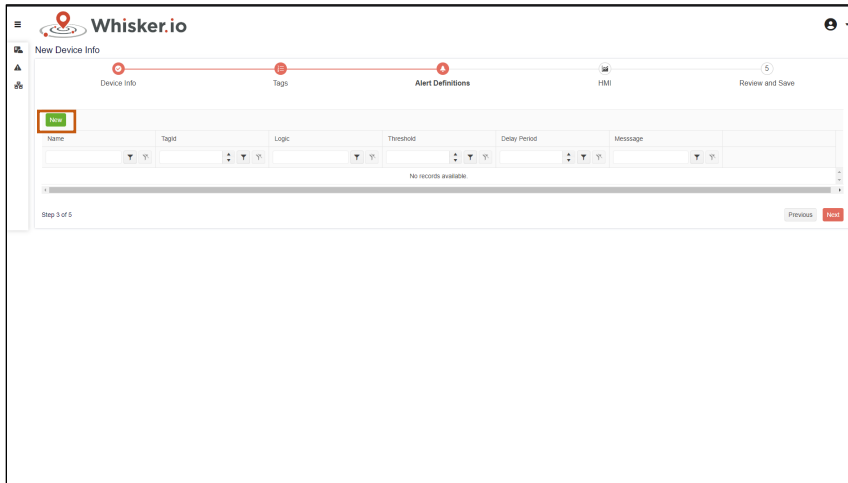 Whisker.io
New Device Info
5
Device Info Tags Alert Definitions HMI Review and Save
New
Name TagId Logic Threshold Delay Period Messsage
No records available
Step 3 of 5 Previous Next